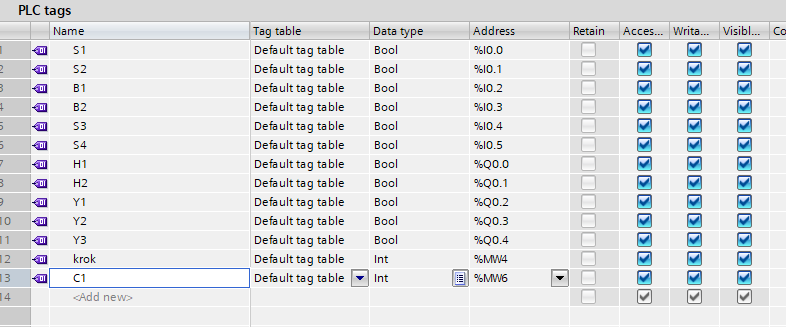 PLC tags
Name Tag table Data type Address Retain Acces... Writa... Visibl... Co
1 S1 Default tag table Bool %I0.0
2 S2 Default tag table Bool %I0.1
3 B1 Default tag table Bool %I0.2
4 B2 Default tag table Bool %I0.3
5 S3 Default tag table Bool %I0.4
6 S4 Default tag table Bool %I0.5
7 H1 Default tag table Bool %Q0.0
8 H2 Default tag table Bool %Q0.1
9 Y1 Default tag table Bool %Q0.2
10 Y2 Default tag table Bool %Q0.3
11 Y3 Default tag table Bool %Q0.4
12 krok Default tag table Int %MW4
13 C1 Default tag table Int %MW6
14 <Add new>